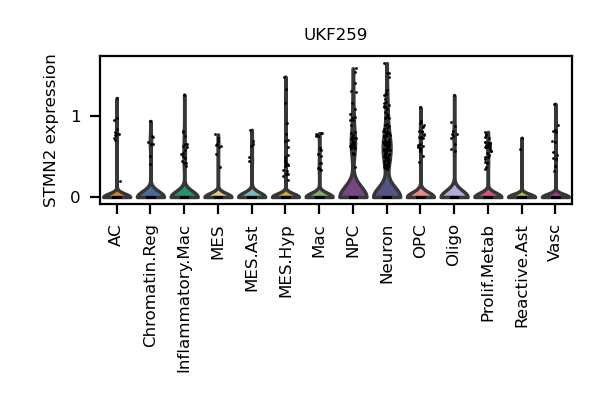 UKF259
STMN2 expression
1
0
AC
Chromatin.Reg
Inflammatory.Mac
MES
MES.Ast
MES.Hyp
Mac
NPC
Neuron
OPC
Oligo
Prolif.Metab
Reactive.Ast
Vasc